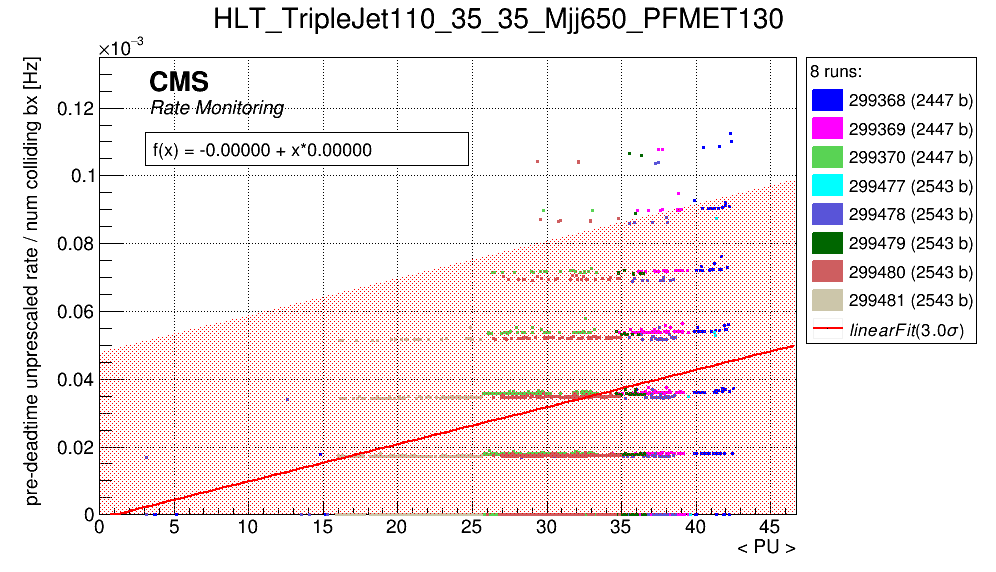 HLT_TripleJet110_35_35_Mjj650_PFMET130
×10⁻³
pre-deadtime unprescaled rate / num colliding bx [Hz]
CMS
Rate Monitoring
f(x) = -0.00000 + x*0.00000
0.12
0.1
0.08
0.06
0.04
0.02
0
0 5 10 15 20 25 30 35 40 45
< PU >
8 runs:
299368 (2447 b)
299369 (2447 b)
299370 (2447 b)
299477 (2543 b)
299478 (2543 b)
299479 (2543 b)
299480 (2543 b)
299481 (2543 b)
linearFit(3.0σ)